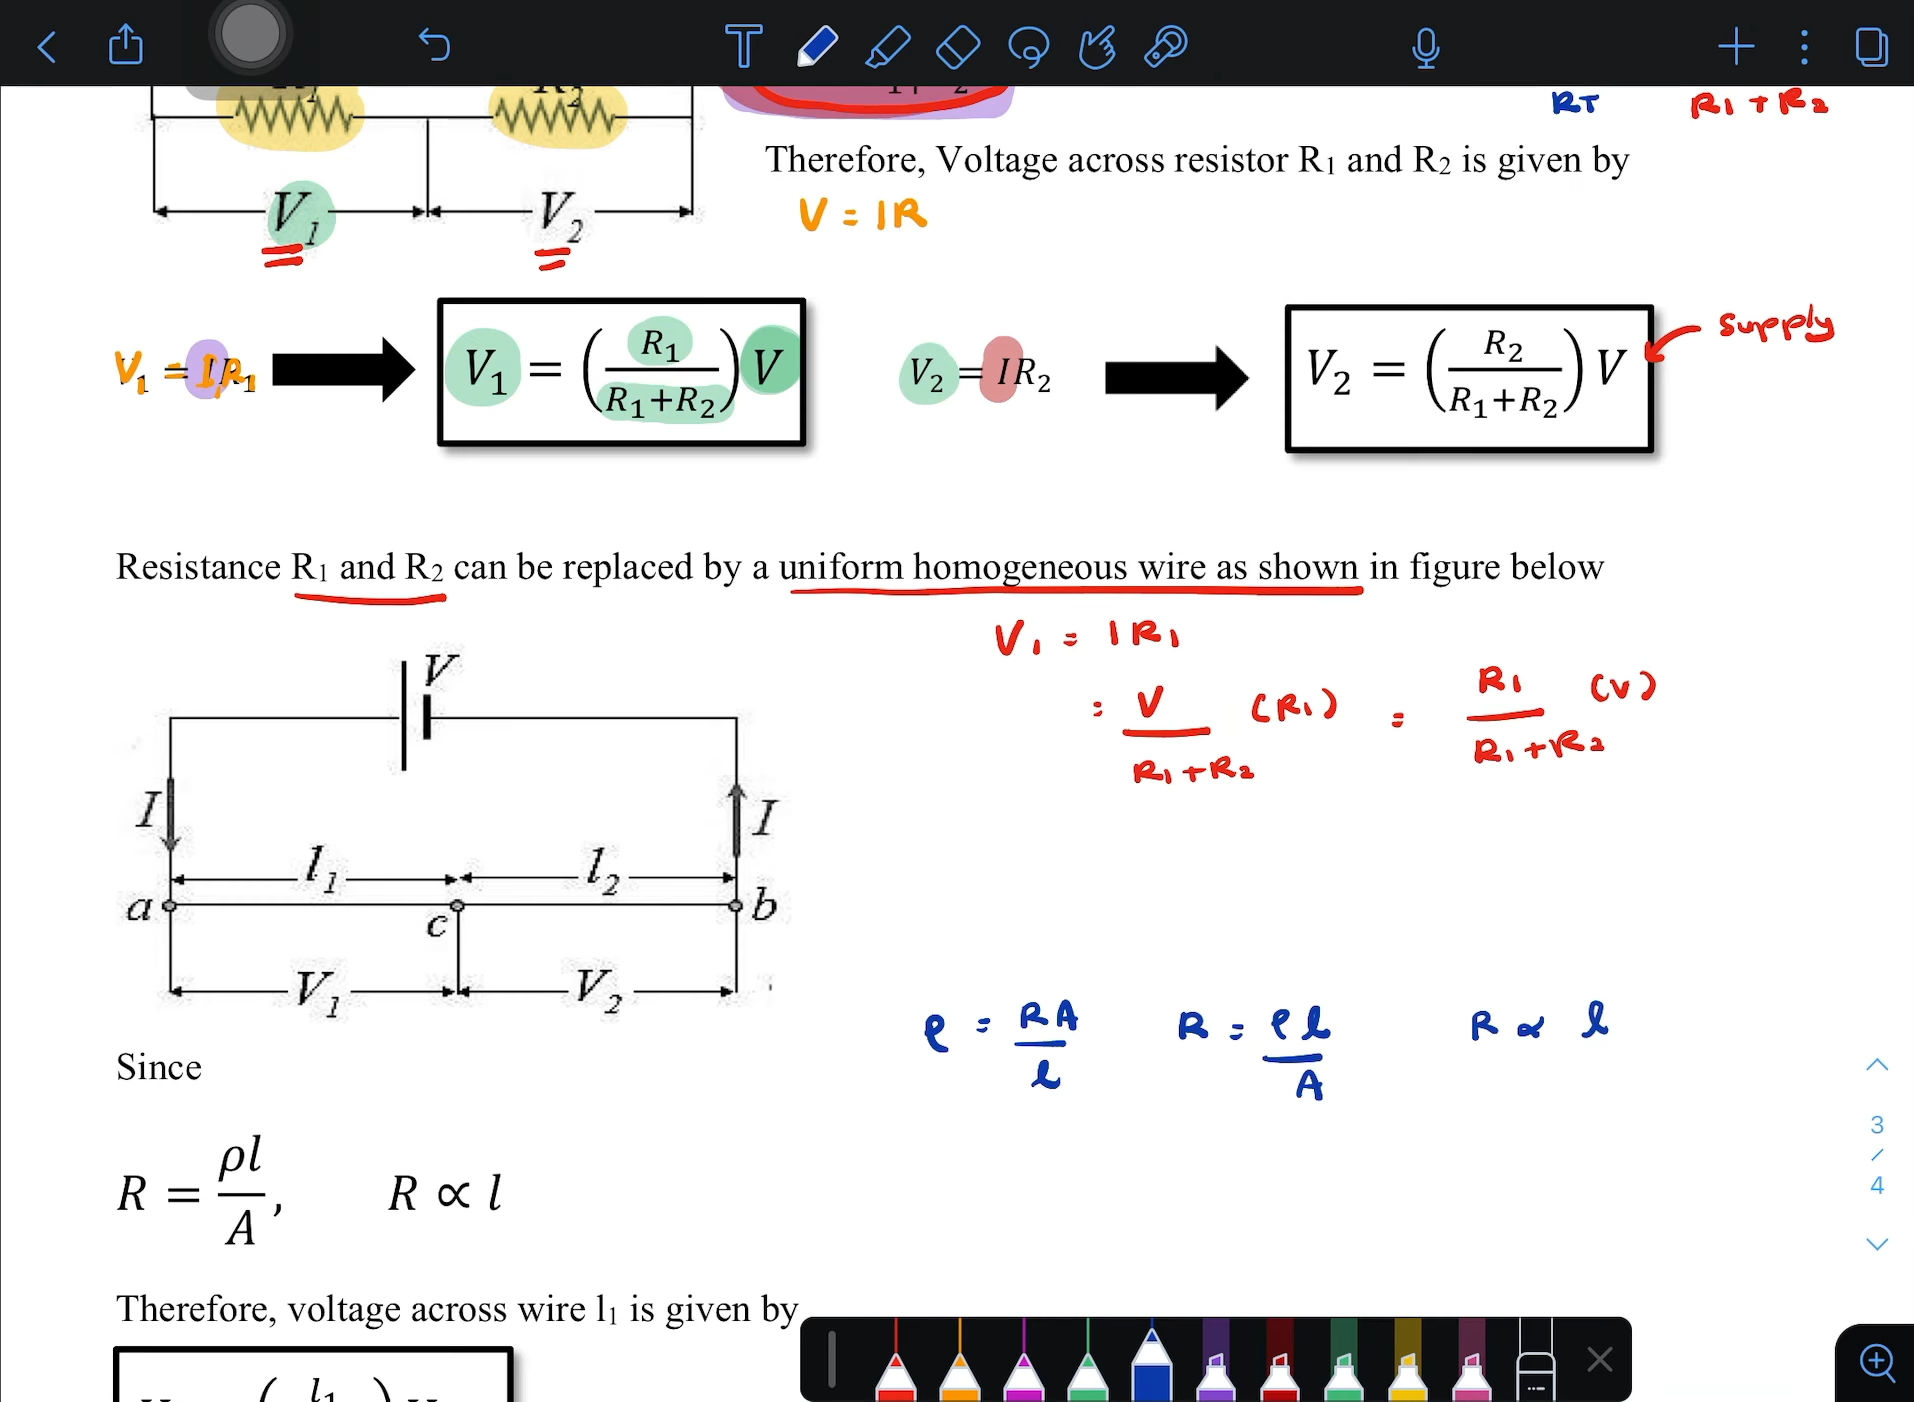 R_T R₁ + R₂
Therefore, Voltage across resistor R₁ and R₂ is given by
V₁ V₂
V = IR
V₁ = IR₁
V₁ = (R₁/(R₁+R₂)) V
V₂ = IR₂
V₂ = (R₂/(R₁+R₂)) V
Supply
Resistance R₁ and R₂ can be replaced by a uniform homogeneous wire as shown in figure below
V₁ = IR₁
= V/(R₁+R₂) (R₁) = R₁/(R₁+R₂) (V)
V
I I
l₁ l₂
a c b
V₁ V₂
ρ = RA/l R = ρl/A R ∝ l
Since
R = ρl/A, R ∝ l
Therefore, voltage across wire l₁ is given by
3
/
4